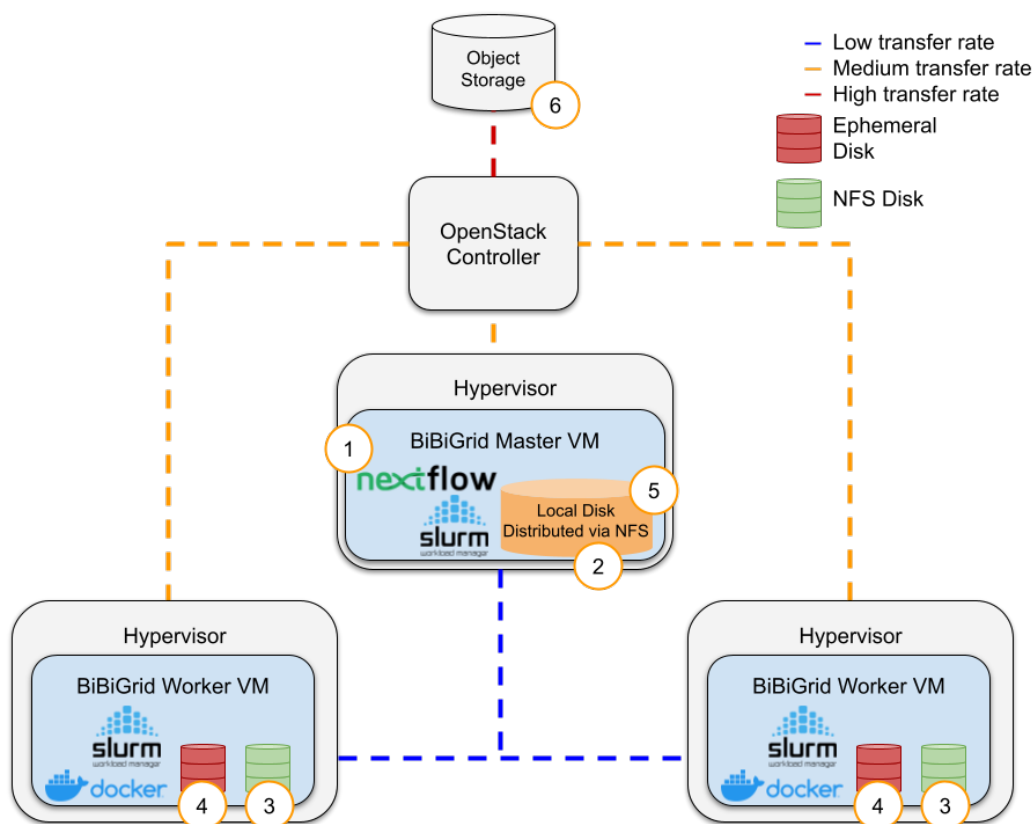 Object
Storage
6
Low transfer rate
Medium transfer rate
High transfer rate
Ephemeral
Disk
NFS Disk
OpenStack
Controller
Hypervisor
BiBiGrid Master VM
1
nextflow
slurm
workload manager
5
Local Disk
Distributed via NFS
2
Hypervisor
BiBiGrid Worker VM
slurm
workload manager
docker
4
3
Hypervisor
BiBiGrid Worker VM
slurm
workload manager
docker
4
3